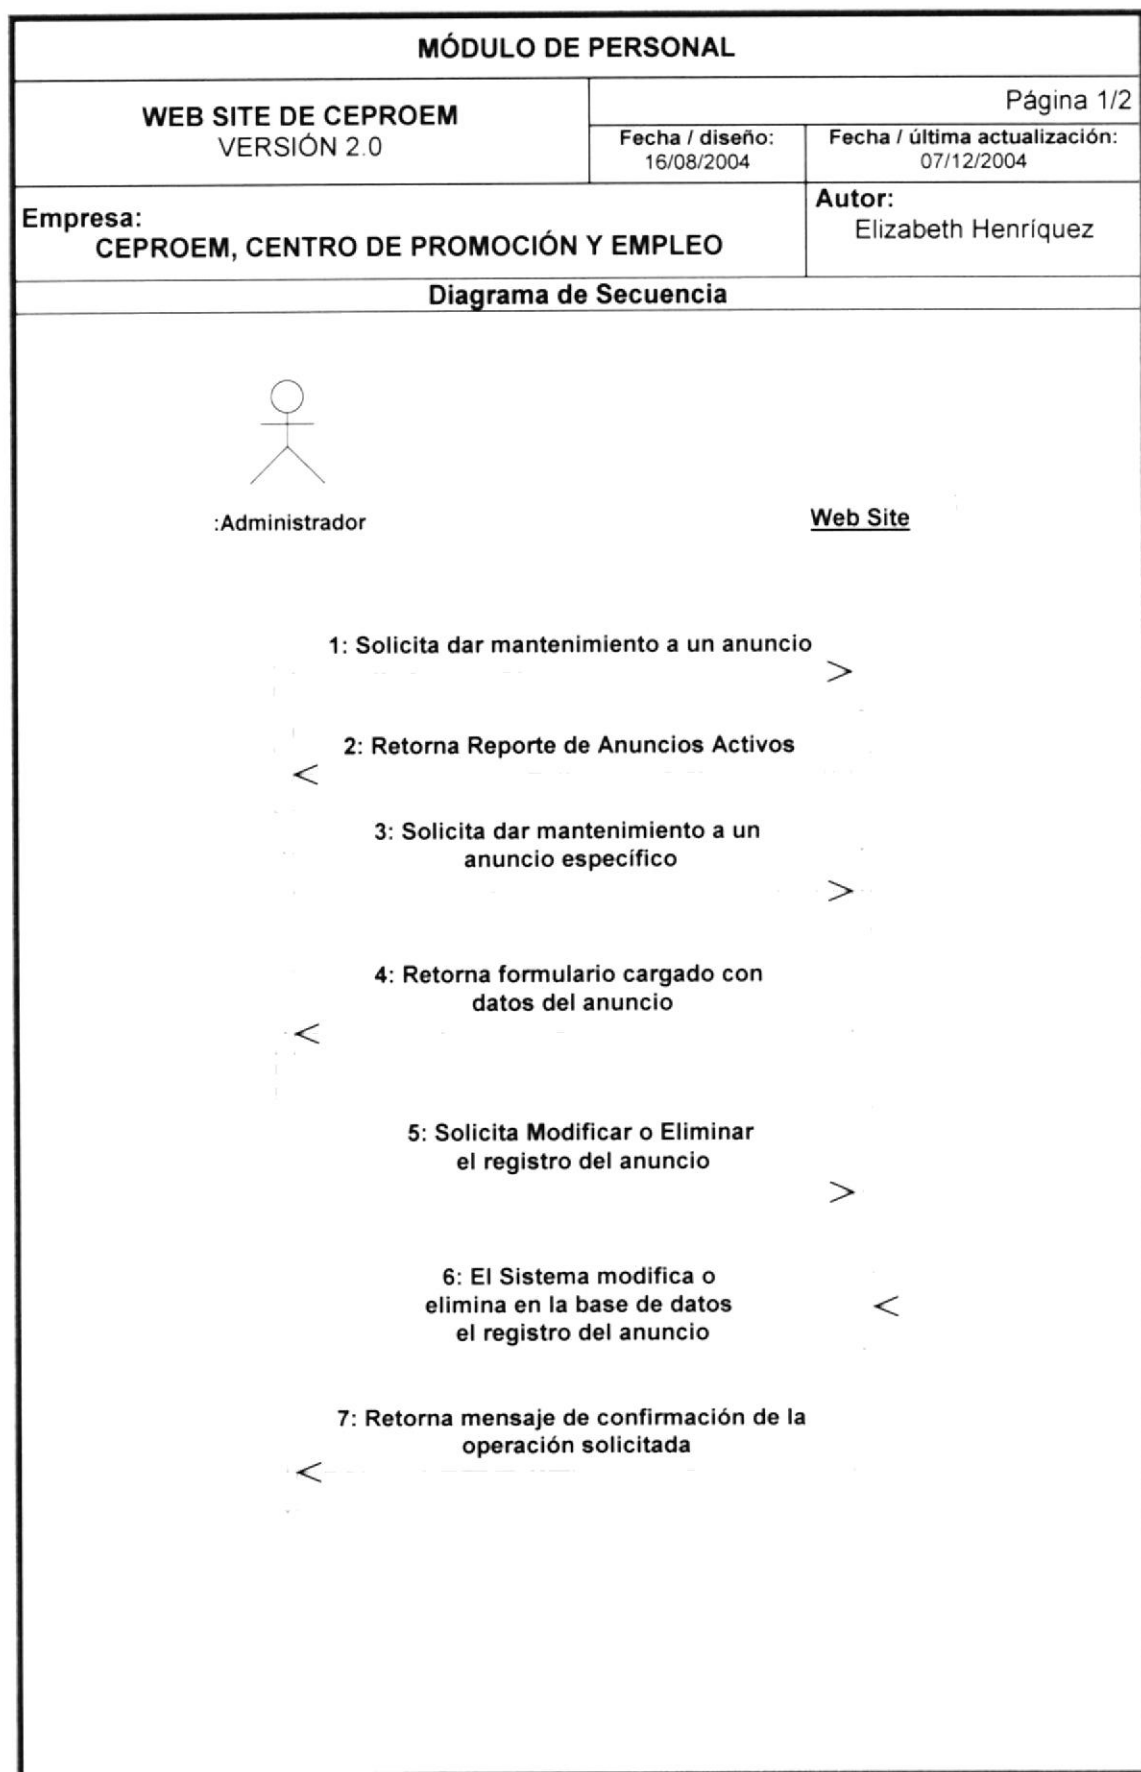 MÓDULO DE PERSONAL
WEB SITE DE CEPROEM
VERSIÓN 2.0
Página 1/2
Fecha / diseño:
16/08/2004
Fecha / última actualización:
07/12/2004
Empresa:
CEPROEM, CENTRO DE PROMOCIÓN Y EMPLEO
Autor:
Elizabeth Henríquez
Diagrama de Secuencia
:Administrador
Web Site
1: Solicita dar mantenimiento a un anuncio
2: Retorna Reporte de Anuncios Activos
3: Solicita dar mantenimiento a un
anuncio específico
4: Retorna formulario cargado con
datos del anuncio
5: Solicita Modificar o Eliminar
el registro del anuncio
6: El Sistema modifica o
elimina en la base de datos
el registro del anuncio
7: Retorna mensaje de confirmación de la
operación solicitada